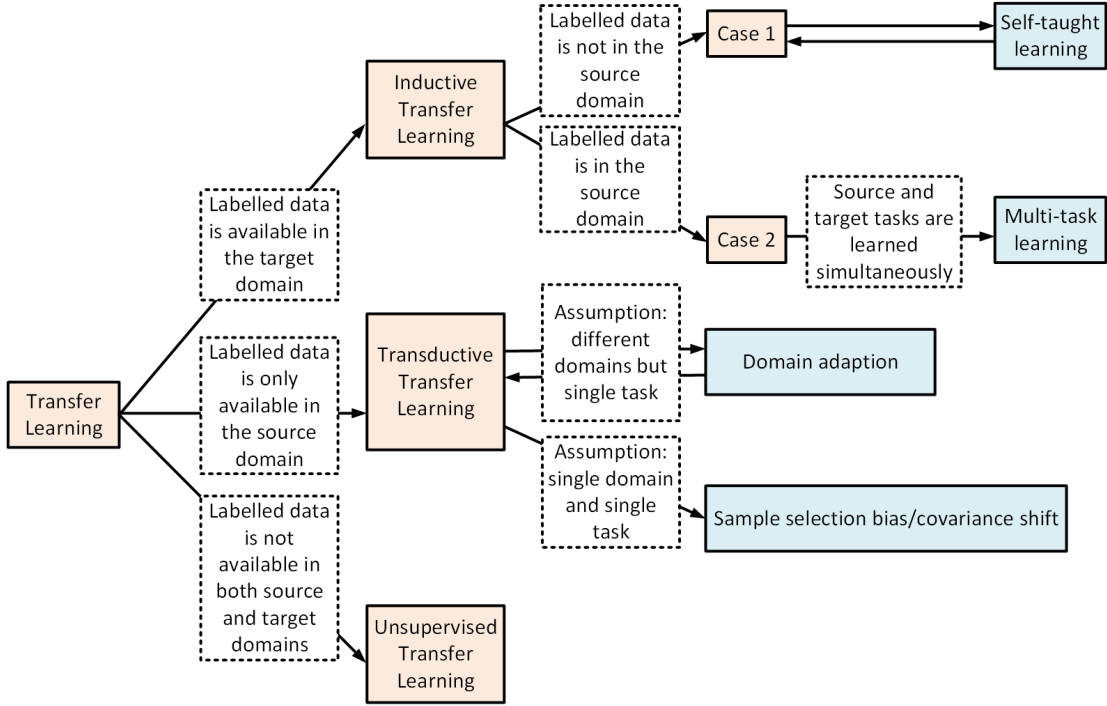 Transfer
Learning
Labelled data
is available in
the target
domain
Inductive
Transfer
Learning
Labelled data
is not in the
source
domain
Case 1
Self-taught
learning
Labelled data
is in the
source
domain
Case 2
Source and
target tasks are
learned
simultaneously
Multi-task
learning
Labelled data
is only
available in
the source
domain
Transductive
Transfer
Learning
Assumption:
different
domains but
single task
Domain adaption
Assumption:
single domain
and single
task
Sample selection bias/covariance shift
Labelled data
is not
available in
both source
and target
domains
Unsupervised
Transfer
Learning